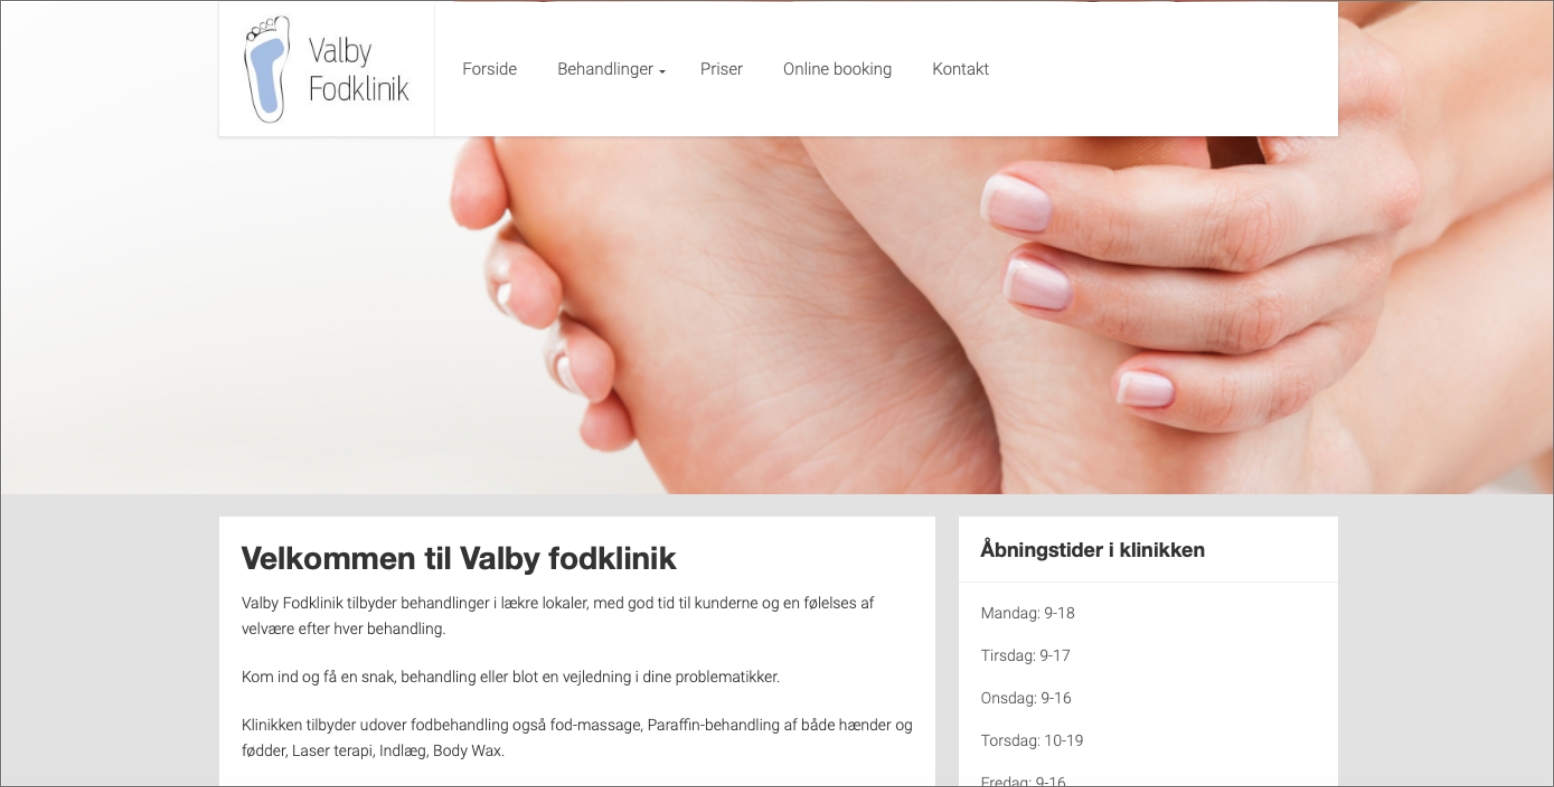 Valby
Fodklinik
Forside
Behandlinger
Priser
Online booking
Kontakt
Velkommen til Valby fodklinik
Valby Fodklinik tilbyder behandlinger i lækre lokaler, med god tid til kunderne og en følelses af
velvære efter hver behandling.
Kom ind og få en snak, behandling eller blot en vejledning i dine problematikker.
Klinikken tilbyder udover fodbehandling også fod-massage, Paraffin-behandling af både hænder og
fødder, Laser terapi, Indlæg, Body Wax.
Åbningstider i klinikken
Mandag: 9-18
Tirsdag: 9-17
Onsdag: 9-16
Torsdag: 10-19
Fredag: 9-16